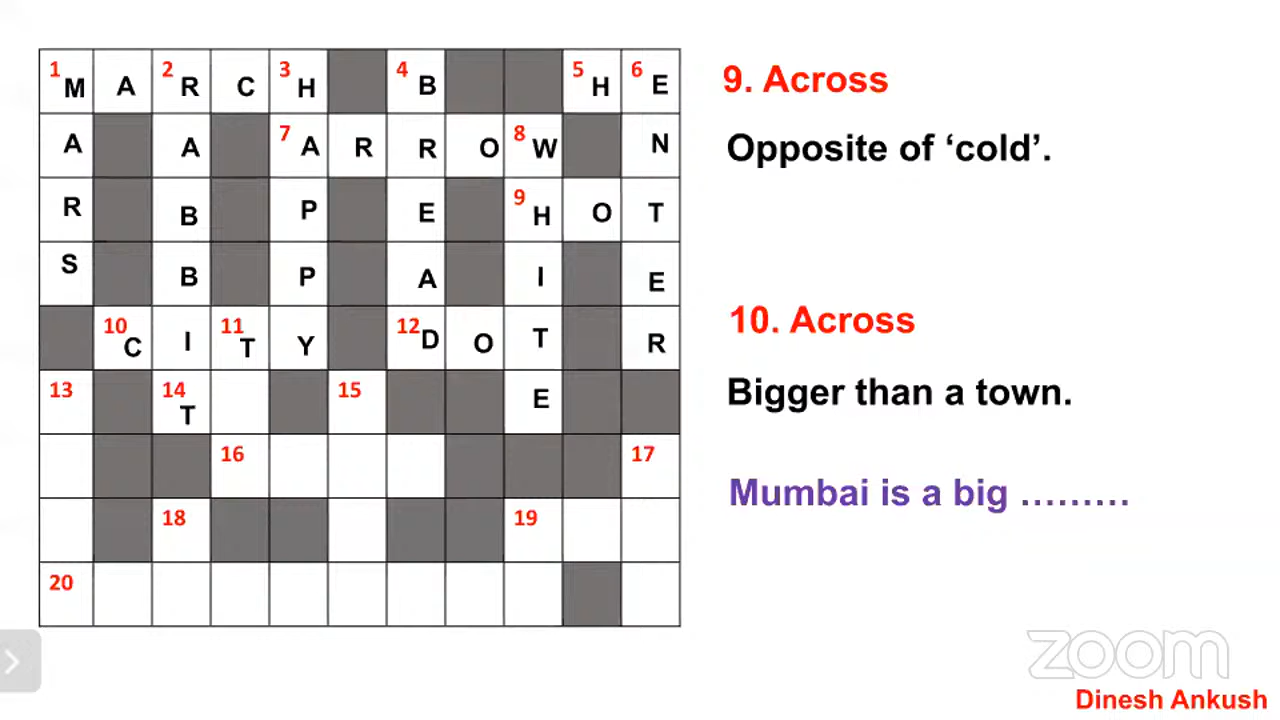 1 M A 2 R C 3 H 4 B 5 H 6 E
A A 7 A R R O 8 W N
R B P E 9 H O T
S B P A I E
10 C I 11 T Y 12 D O T R
13 14 T 15 E
16 17
18 19
20
9. Across
Opposite of ‘cold’.
10. Across
Bigger than a town.
Mumbai is a big .........
zoom
Dinesh Ankush